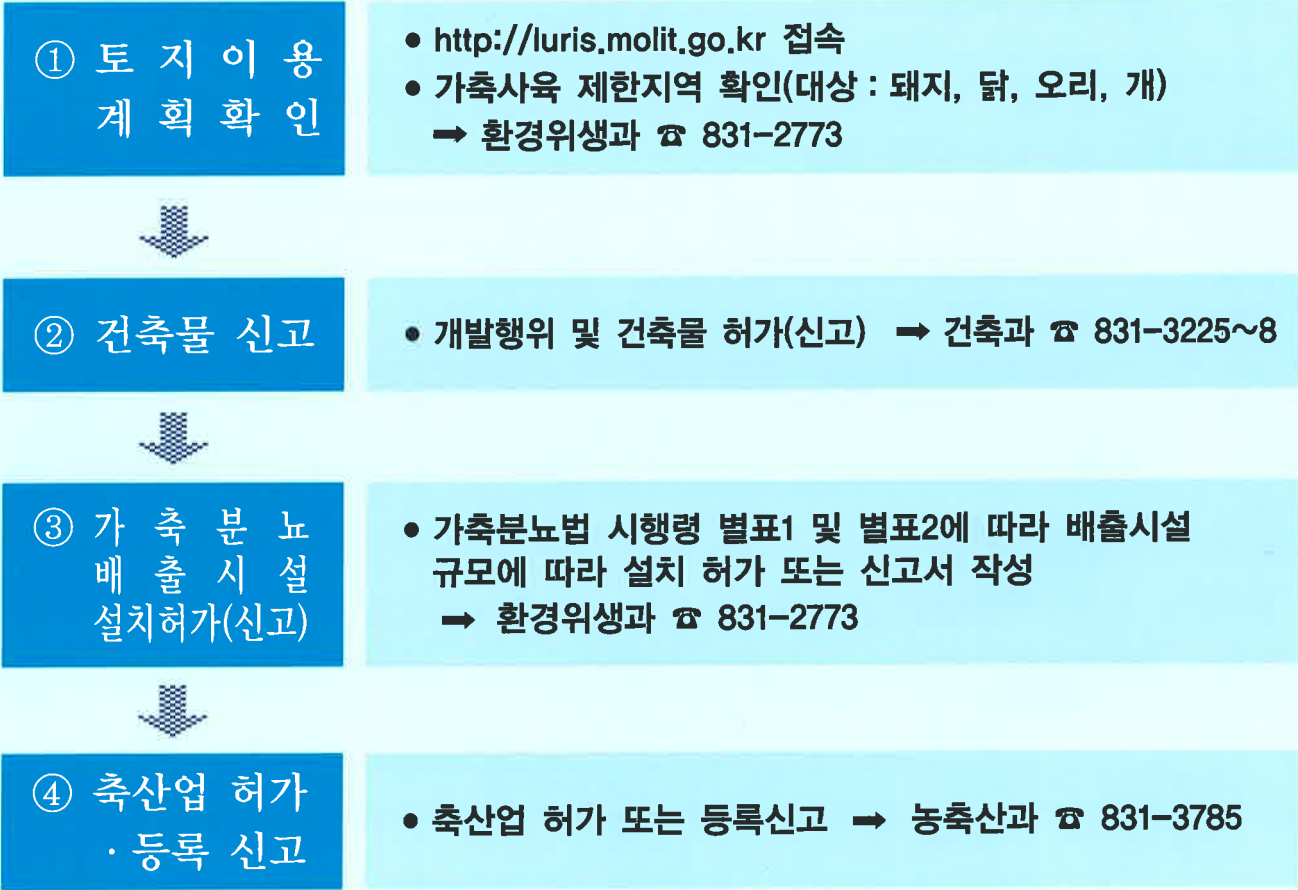 ① 토지이용
계획확인
• http://luris.molit.go.kr 접속
• 가축사육 제한지역 확인(대상 : 돼지, 닭, 오리, 개)
➡ 환경위생과 ☎ 831-2773
② 건축물 신고
• 개발행위 및 건축물 허가(신고) ➡ 건축과 ☎ 831-3225~8
③ 가축분뇨
배출시설
설치허가(신고)
• 가축분뇨법 시행령 별표1 및 별표2에 따라 배출시설
규모에 따라 설치 허가 또는 신고서 작성
➡ 환경위생과 ☎ 831-2773
④ 축산업 허가
· 등록 신고
• 축산업 허가 또는 등록신고 ➡ 농축산과 ☎ 831-3785